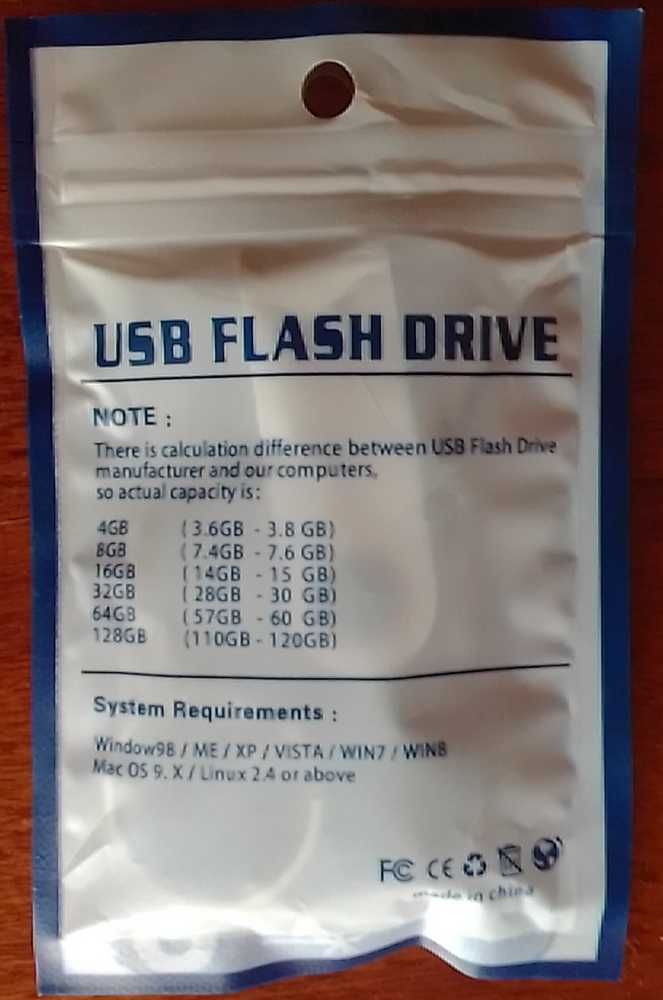 USB FLASH DRIVE
NOTE :
There is calculation difference between USB Flash Drive
manufacturer and our computers,
so actual capacity is :
4GB ( 3.6GB - 3.8 GB)
8GB ( 7.4GB - 7.6 GB)
16GB ( 14GB - 15 GB)
32GB ( 28GB - 30 GB)
64GB ( 57GB - 60 GB)
128GB (110GB - 120GB)
System Requirements :
Window98 / ME / XP / VISTA / WIN7 / WIN8
Mac OS 9. X / Linux 2.4 or above
FC CE
made in china